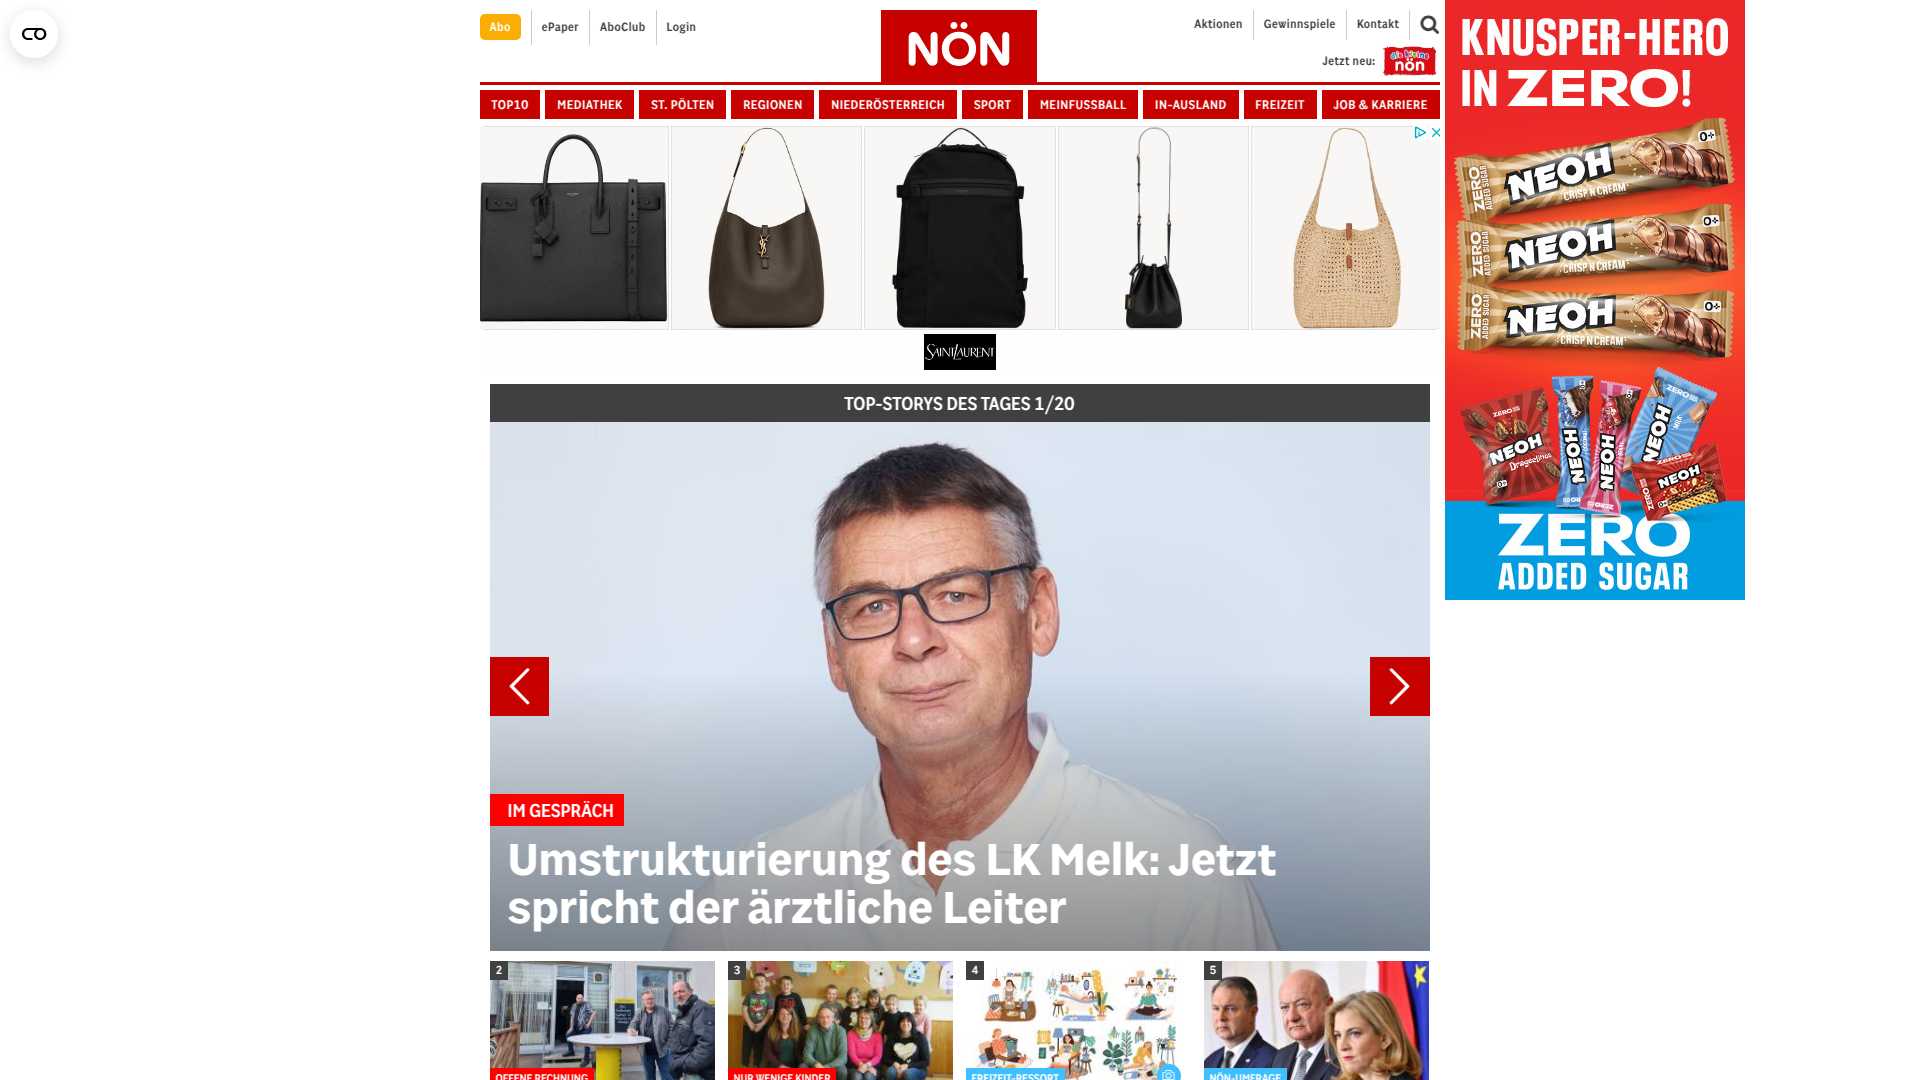 Abo
ePaper
AboClub
Login
NÖN
Aktionen
Gewinnspiele
Kontakt
Jetzt neu:
die kleine
nön
TOP10
MEDIATHEK
ST. PÖLTEN
REGIONEN
NIEDERÖSTERREICH
SPORT
MEINFUSSBALL
IN-AUSLAND
FREIZEIT
JOB & KARRIERE
SAINT LAURENT
TOP-STORYS DES TAGES 1/20
IM GESPRÄCH
Umstrukturierung des LK Melk: Jetzt
spricht der ärztliche Leiter
2
OFFENE RECHNUNG
3
NUR WENIGE KINDER
4
FREIZEIT-RESSORT
5
NÖN-UMFRAGE
KNUSPER-HERO
IN ZERO!
ZERO
ADDED SUGAR
NEOH
CRISP N CREAM
ZERO
ADDED SUGAR
NEOH
CRISP N CREAM
ZERO
ADDED SUGAR
NEOH
CRISP N CREAM
NEOH
NEOH
NEOH
NEOH
NEOH
ZERO
ADDED SUGAR